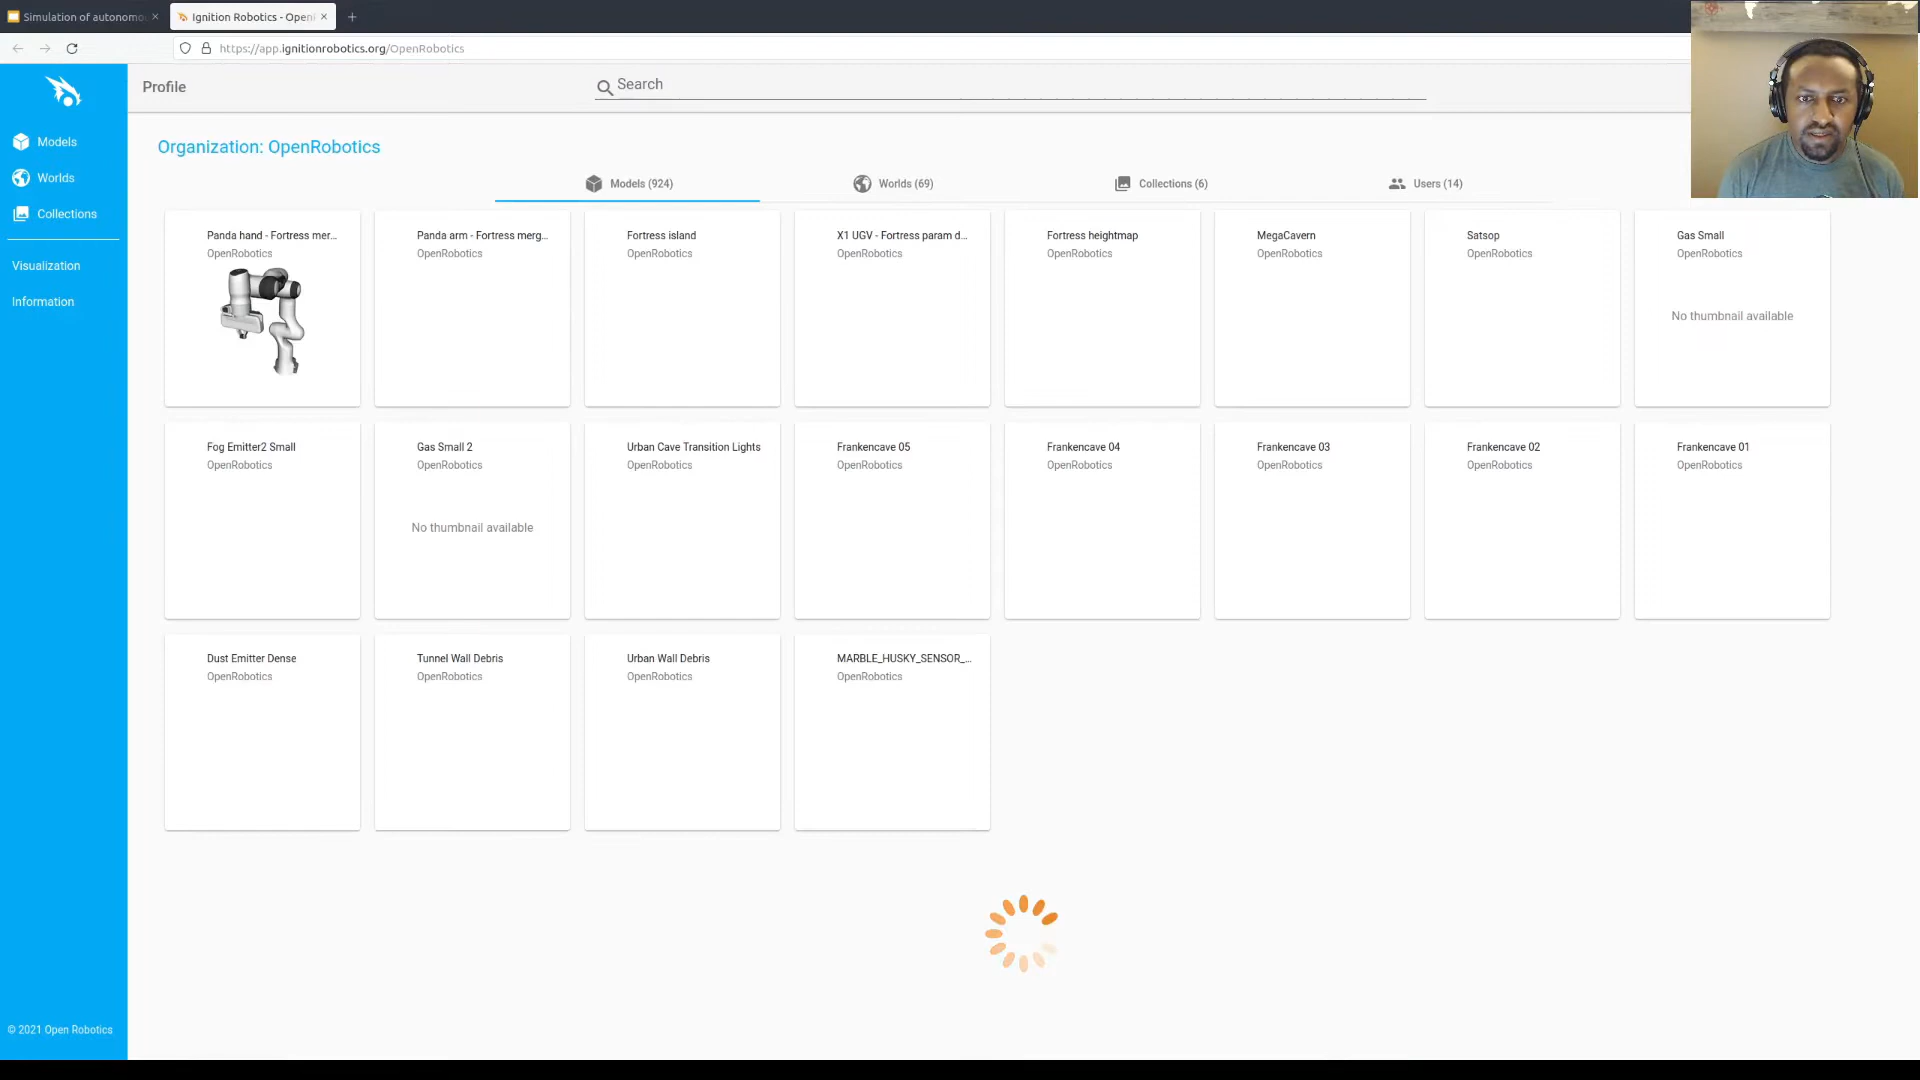 Simulation of autonomo
Ignition Robotics - Open
https://app.ignitionrobotics.org/OpenRobotics
Profile
Search
Models
Worlds
Collections
Visualization
Information
Organization: OpenRobotics
Models (924)
Worlds (69)
Collections (6)
Users (14)
Panda hand - Fortress mer...
OpenRobotics
Panda arm - Fortress merg...
OpenRobotics
Fortress island
OpenRobotics
X1 UGV - Fortress param d...
OpenRobotics
Fortress heightmap
OpenRobotics
MegaCavern
OpenRobotics
Satsop
OpenRobotics
Gas Small
OpenRobotics
No thumbnail available
Fog Emitter2 Small
OpenRobotics
Gas Small 2
OpenRobotics
No thumbnail available
Urban Cave Transition Lights
OpenRobotics
Frankencave 05
OpenRobotics
Frankencave 04
OpenRobotics
Frankencave 03
OpenRobotics
Frankencave 02
OpenRobotics
Frankencave 01
OpenRobotics
Dust Emitter Dense
OpenRobotics
Tunnel Wall Debris
OpenRobotics
Urban Wall Debris
OpenRobotics
MARBLE_HUSKY_SENSOR_...
OpenRobotics
© 2021 Open Robotics